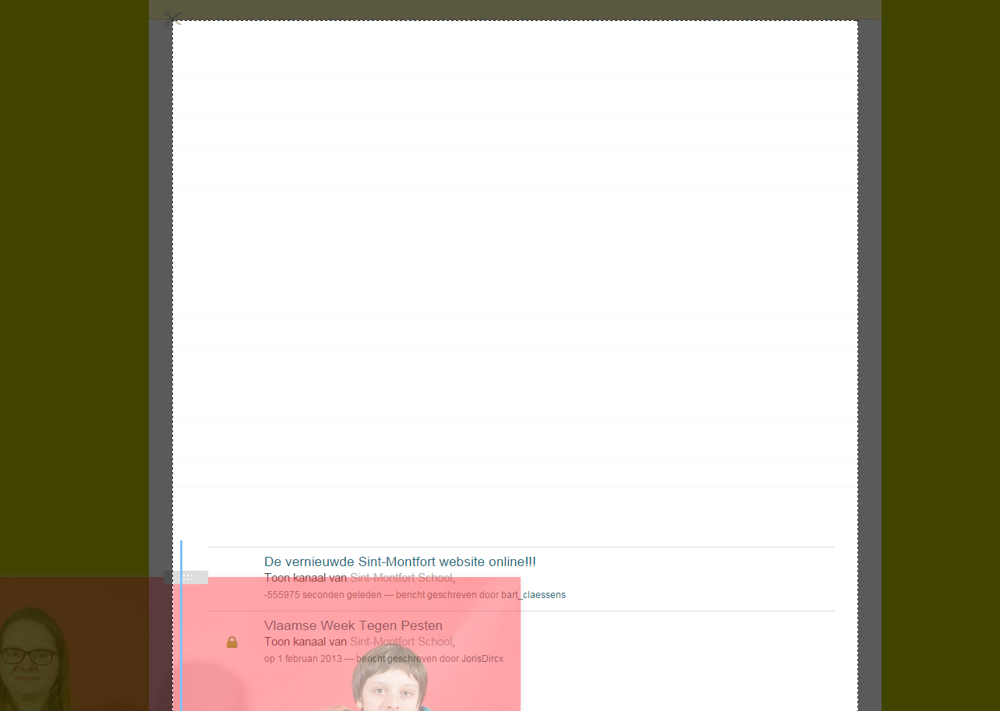 De vernieuwde Sint-Montfort website online!!!
Toon kanaal van Sint-Montfort School,
-555975 seconden geleden — bericht geschreven door bart_claessens
Vlaamse Week Tegen Pesten
Toon kanaal van Sint-Montfort School,
op 1 februari 2013 — bericht geschreven door JorisDircx